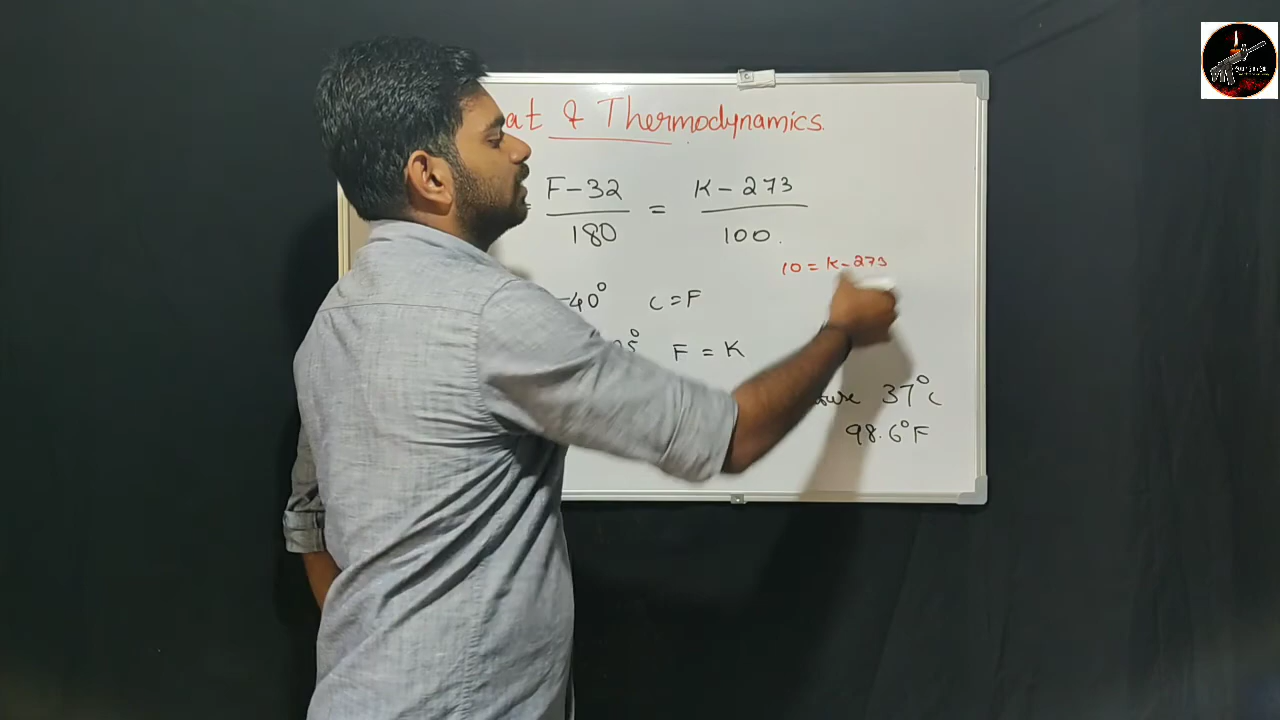 at & Thermodynamics.
= F-32 / 180 = K-273 / 100.
10 = K-273
-40° C = F
F = K
37°C
98.6°F